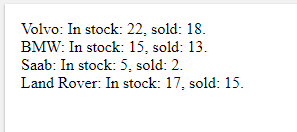 Volvo: In stock: 22, sold: 18.
BMW: In stock: 15, sold: 13.
Saab: In stock: 5, sold: 2.
Land Rover: In stock: 17, sold: 15.